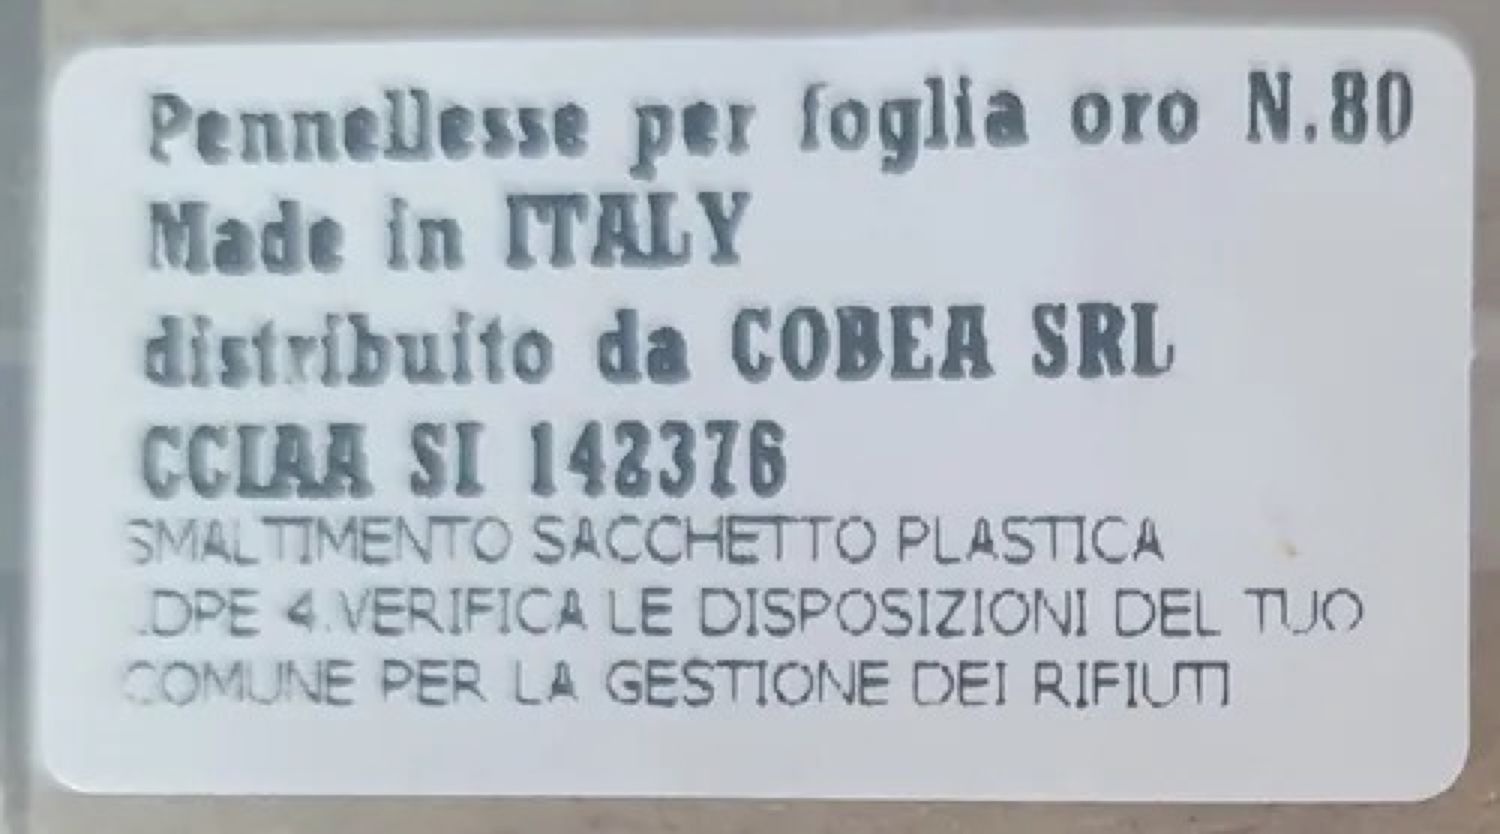 Pennellesse per foglia oro N.80
Made in ITALY
distribuito da COBEA SRL
CCIAA SI 142376
SMALTIMENTO SACCHETTO PLASTICA
LDPE 4.VERIFICA LE DISPOSIZIONI DEL TUO
COMUNE PER LA GESTIONE DEI RIFIUTI